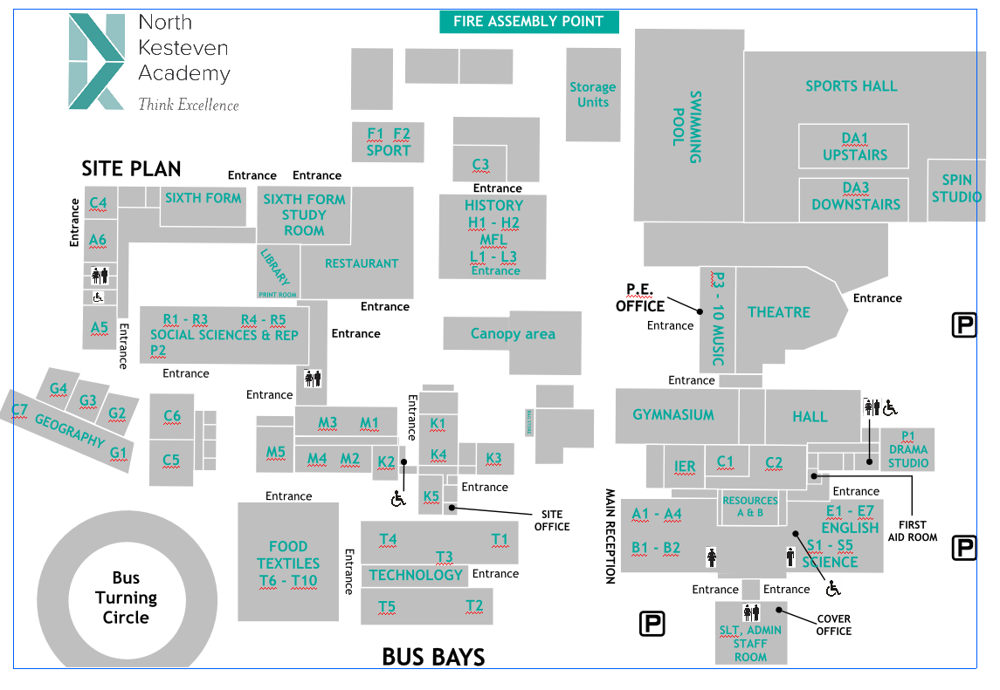 North
Kesteven
Academy
Think Excellence
FIRE ASSEMBLY POINT
SITE PLAN
Storage
Units
SWIMMING
POOL
SPORTS HALL
DA1
UPSTAIRS
DA3
DOWNSTAIRS
SPIN
STUDIO
F1 F2
SPORT
C3
Entrance
HISTORY
H1 - H2
MFL
L1 - L3
Entrance
Entrance
Entrance
Entrance
C4
A6
A5
Entrance
SIXTH FORM
SIXTH FORM
STUDY
ROOM
LIBRARY
PRINT ROOM
RESTAURANT
Entrance
R1 - R3 R4 - R5
SOCIAL SCIENCES & REP
P2
Entrance
Entrance
Entrance
Canopy area
P.E.
OFFICE
Entrance
P3 - 10 MUSIC
THEATRE
Entrance
P
Entrance
G4
G3
G2
C7 GEOGRAPHY G1
C6
C5
M3 M1
M5
M4 M2
K2
Entrance
K1
K4
K3
K5
Entrance
BAG STORE
SITE
OFFICE
GYMNASIUM
HALL
P1
DRAMA
STUDIO
IER
C1
C2
Entrance
RESOURCES
A & B
MAIN RECEPTION
A1 - A4
B1 - B2
E1 - E7
ENGLISH
S1 - S5
SCIENCE
FIRST
AID ROOM
P
Entrance
FOOD
TEXTILES
T6 - T10
Entrance
T4 T1
T3
TECHNOLOGY
Entrance
T5 T2
Bus
Turning
Circle
BUS BAYS
P
Entrance
Entrance
SLT, ADMIN
STAFF
ROOM
COVER
OFFICE